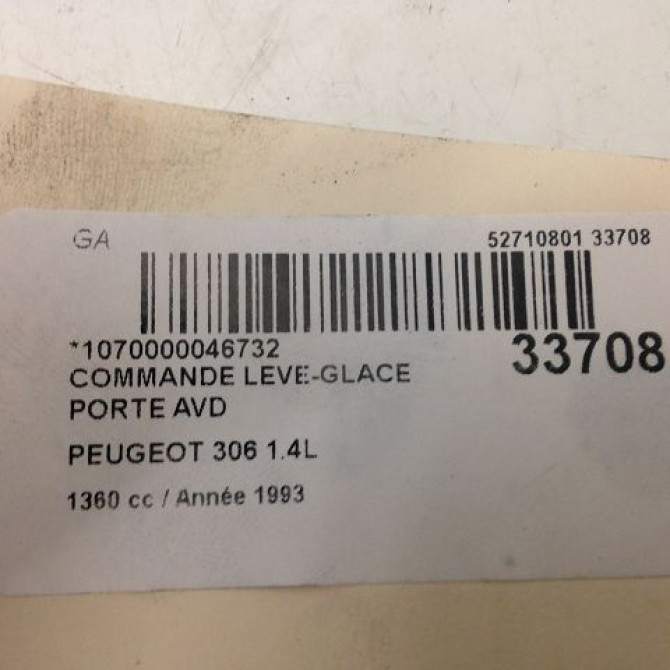 GA
52710801 33708
*1070000046732
33708
COMMANDE LEVE-GLACE
PORTE AVD
PEUGEOT 306 1.4L
1360 cc / Année 1993